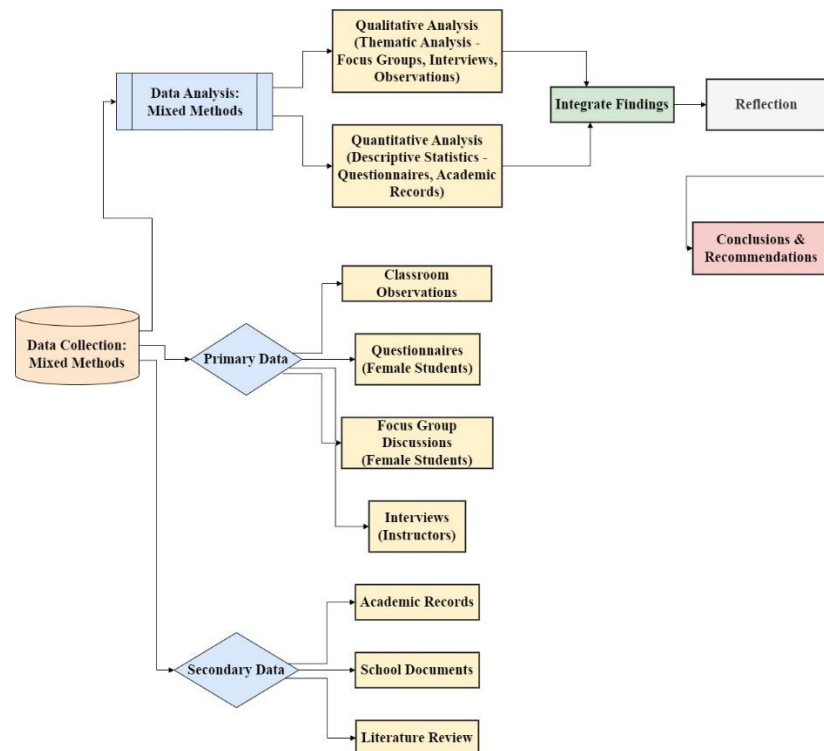 Qualitative Analysis
(Thematic Analysis -
Focus Groups, Interviews,
Observations)
Data Analysis:
Mixed Methods
Integrate Findings
Reflection
Quantitative Analysis
(Descriptive Statistics -
Questionnaires, Academic
Records)
Conclusions &
Recommendations
Classroom
Observations
Data Collection:
Mixed Methods
Primary Data
Questionnaires
(Female Students)
Focus Group
Discussions
(Female Students)
Interviews
(Instructors)
Academic Records
Secondary Data
School Documents
Literature Review